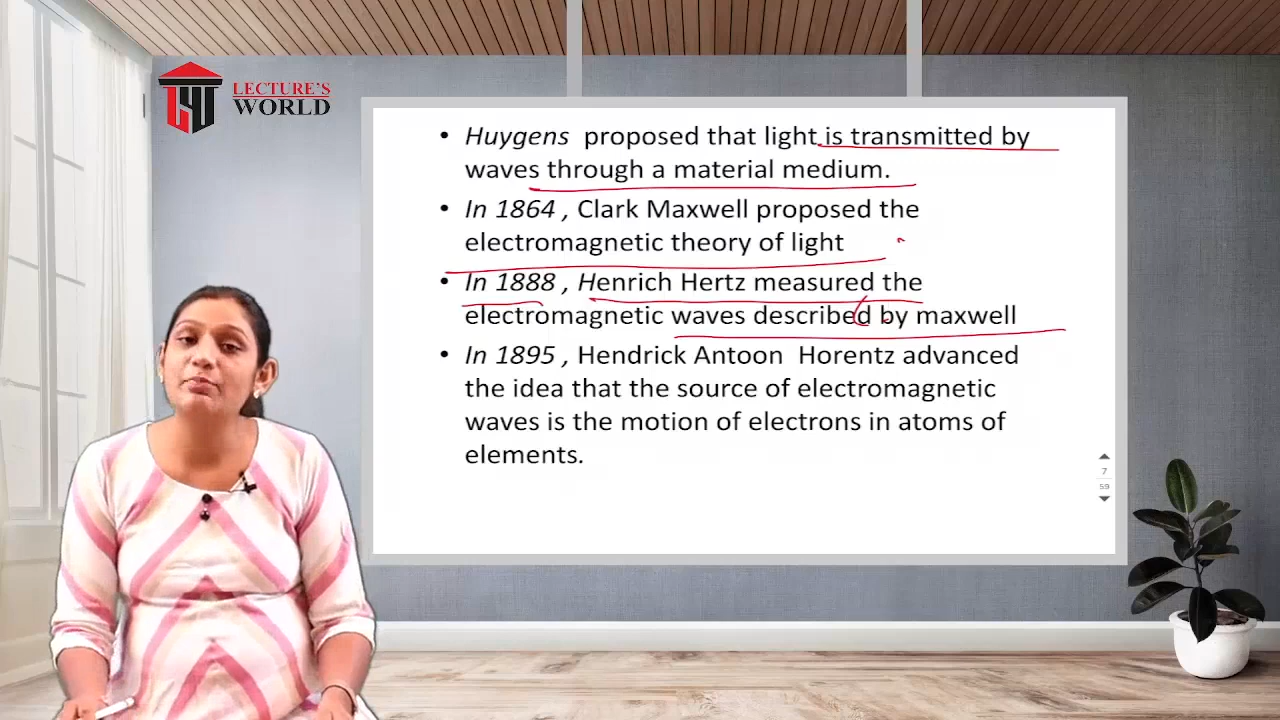 LECTURE'S
WORLD
• Huygens proposed that light is transmitted by
waves through a material medium.
• In 1864 , Clark Maxwell proposed the
electromagnetic theory of light
• In 1888 , Henrich Hertz measured the
electromagnetic waves described by maxwell
• In 1895 , Hendrick Antoon Horentz advanced
the idea that the source of electromagnetic
waves is the motion of electrons in atoms of
elements.
7
59